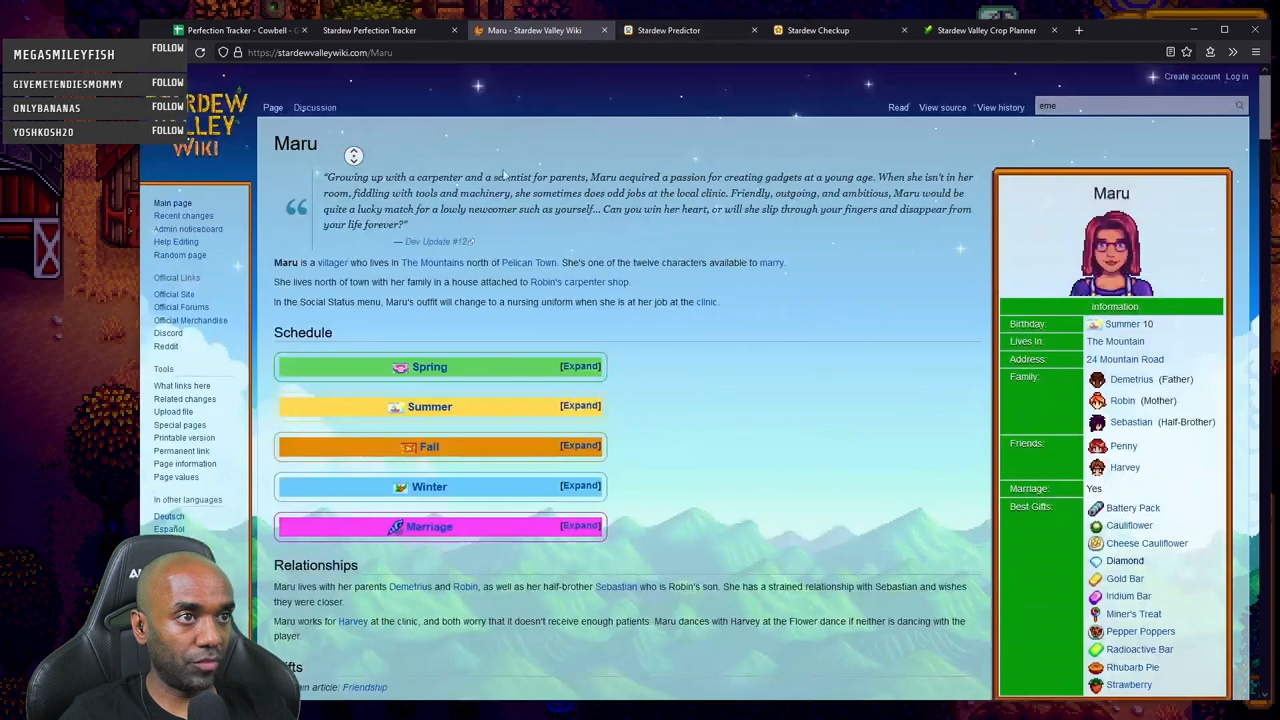 Perfection Tracker - Cowbell - G
Stardew Perfection Tracker
Maru - Stardew Valley Wiki
Stardew Predictor
Stardew Checkup
Stardew Valley Crop Planner
https://stardewvalleywiki.com/Maru
MEGASMILEYFISH FOLLOW
GIVEMETENDIESMOMMY FOLLOW
ONLYBANANAS FOLLOW
YOSHKOSH20 FOLLOW
Create account Log in
Page Discussion
Read View source View history
eme
STARDEW
VALLEY
WIKI
Main page
Recent changes
Admin noticeboard
Help Editing
Random page
Official Links
Official Site
Official Forums
Official Merchandise
Discord
Reddit
Tools
What links here
Related changes
Upload file
Special pages
Printable version
Permanent link
Page information
Page values
In other languages
Deutsch
Español
Maru
“Growing up with a carpenter and a scientist for parents, Maru acquired a passion for creating gadgets at a young age. When she isn't in her
room, fiddling with tools and machinery, she sometimes does odd jobs at the local clinic. Friendly, outgoing, and ambitious, Maru would be
quite a lucky match for a lowly newcomer such as yourself... Can you win her heart, or will she slip through your fingers and disappear from
your life forever?”
— Dev Update #12
Maru is a villager who lives in The Mountains north of Pelican Town. She's one of the twelve characters available to marry.
She lives north of town with her family in a house attached to Robin's carpenter shop.
In the Social Status menu, Maru's outfit will change to a nursing uniform when she is at her job at the clinic.
Schedule
Spring [Expand]
Summer [Expand]
Fall [Expand]
Winter [Expand]
Marriage [Expand]
Relationships
Maru lives with her parents Demetrius and Robin, as well as her half-brother Sebastian who is Robin's son. She has a strained relationship with Sebastian and wishes
they were closer.
Maru works for Harvey at the clinic, and both worry that it doesn't receive enough patients. Maru dances with Harvey at the Flower dance if neither is dancing with the
player.
ifts
n article: Friendship
Maru
Information
Birthday: Summer 10
Lives In: The Mountain
Address: 24 Mountain Road
Family: Demetrius (Father)
Robin (Mother)
Sebastian (Half-Brother)
Friends: Penny
Harvey
Marriage: Yes
Best Gifts: Battery Pack
Cauliflower
Cheese Cauliflower
Diamond
Gold Bar
Iridium Bar
Miner's Treat
Pepper Poppers
Radioactive Bar
Rhubarb Pie
Strawberry